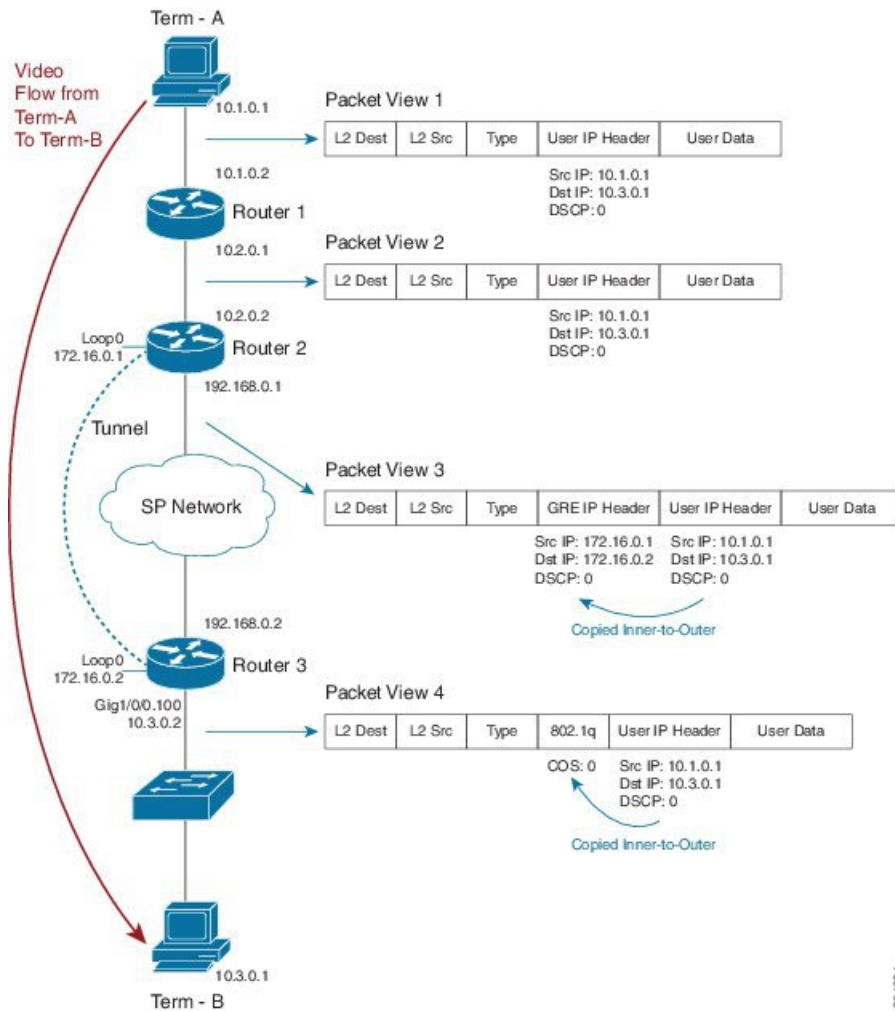 Term - A
Video
Flow from
Term-A
To Term-B
10.1.0.1
Packet View 1
L2 Dest L2 Src Type User IP Header User Data
Src IP: 10.1.0.1
Dst IP: 10.3.0.1
DSCP: 0
10.1.0.2
Router 1
10.2.0.1
Packet View 2
L2 Dest L2 Src Type User IP Header User Data
Src IP: 10.1.0.1
Dst IP: 10.3.0.1
DSCP: 0
10.2.0.2
Loop0
172.16.0.1
Router 2
192.168.0.1
Tunnel
SP Network
Packet View 3
L2 Dest L2 Src Type GRE IP Header User IP Header User Data
Src IP: 172.16.0.1 Src IP: 10.1.0.1
Dst IP: 172.16.0.2 Dst IP: 10.3.0.1
DSCP: 0 DSCP: 0
Copied Inner-to-Outer
192.168.0.2
Loop0
172.16.0.2
Router 3
Gig1/0/0.100
10.3.0.2
Packet View 4
L2 Dest L2 Src Type 802.1q User IP Header User Data
COS: 0 Src IP: 10.1.0.1
Dst IP: 10.3.0.1
DSCP: 0
Copied Inner-to-Outer
10.3.0.1
Term - B